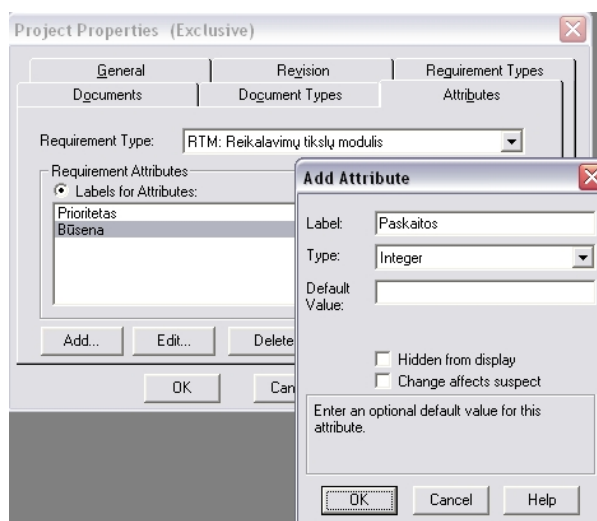 Project Properties (Exclusive)
General
Revision
Reguirement Types
Documents
Document Types
Attributes
Requirement Type:
RTM: Reikalavimų tikslų modulis
Requirement Attributes
Labels for Attributes:
Prioritetas
Būsena
Add...
Edit...
Delete
OK
Can
Add Attribute
Label:
Paskaitos
Type:
Integer
Default
Value:
Hidden from display
Change affects suspect
Enter an optional default value for this
attribute.
OK
Cancel
Help